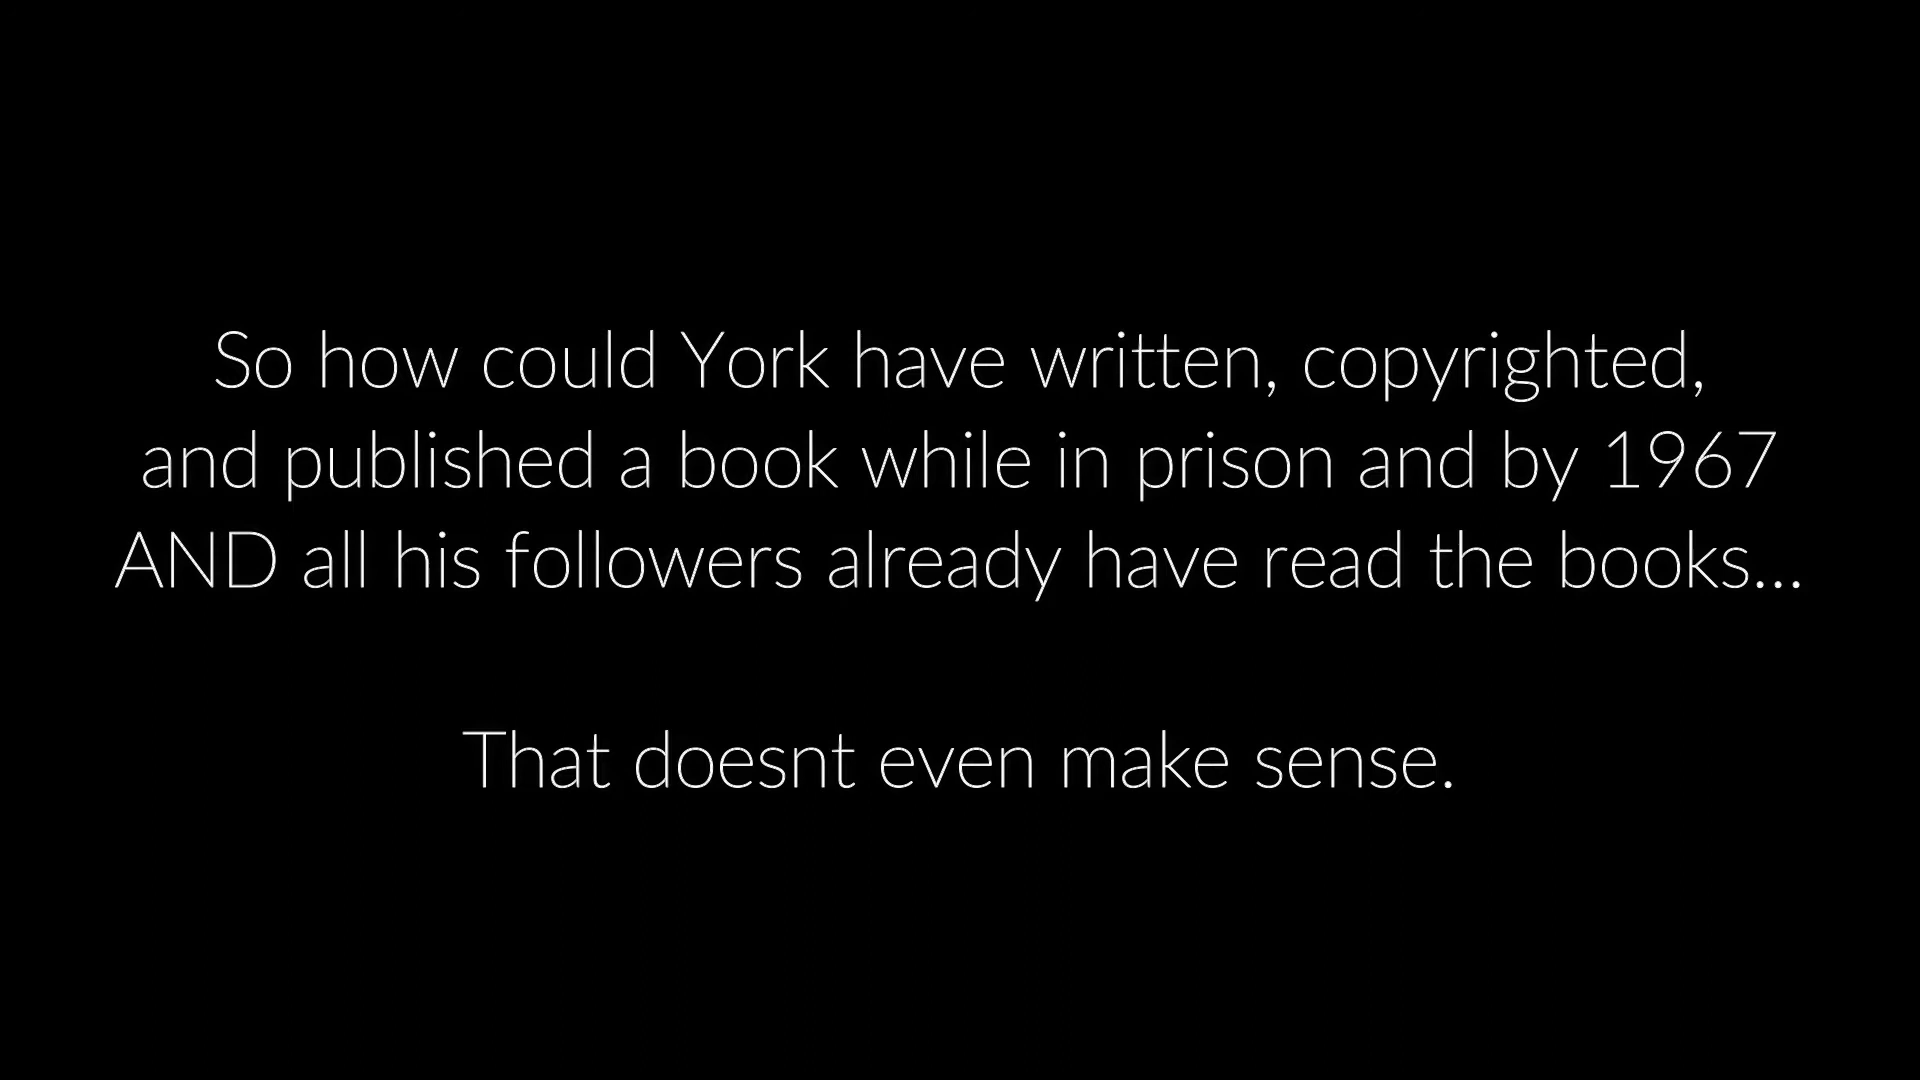 So how could York have written, copyrighted,
and published a book while in prison and by 1967
AND all his followers already have read the books...
That doesnt even make sense.